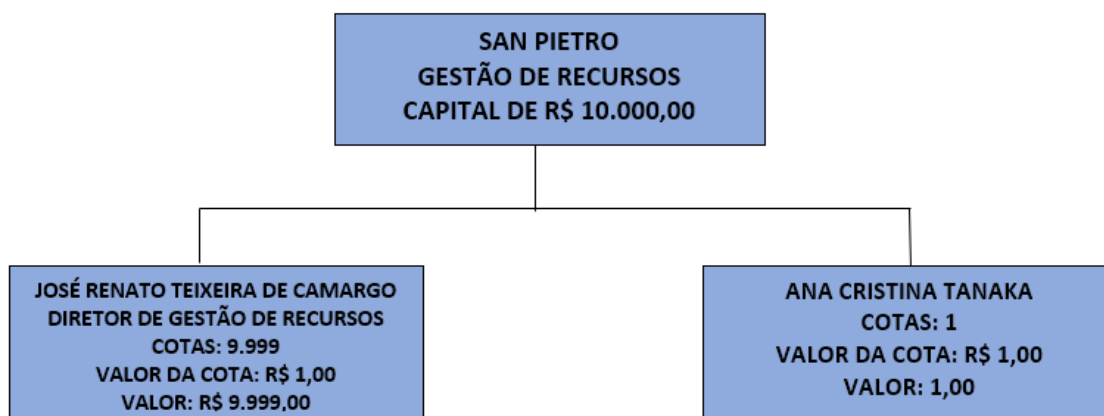 SAN PIETRO
GESTÃO DE RECURSOS
CAPITAL DE R$ 10.000,00
JOSÉ RENATO TEIXEIRA DE CAMARGO
DIRETOR DE GESTÃO DE RECURSOS
COTAS: 9.999
VALOR DA COTA: R$ 1,00
VALOR: R$ 9.999,00
ANA CRISTINA TANAKA
COTAS: 1
VALOR DA COTA: R$ 1,00
VALOR: 1,00